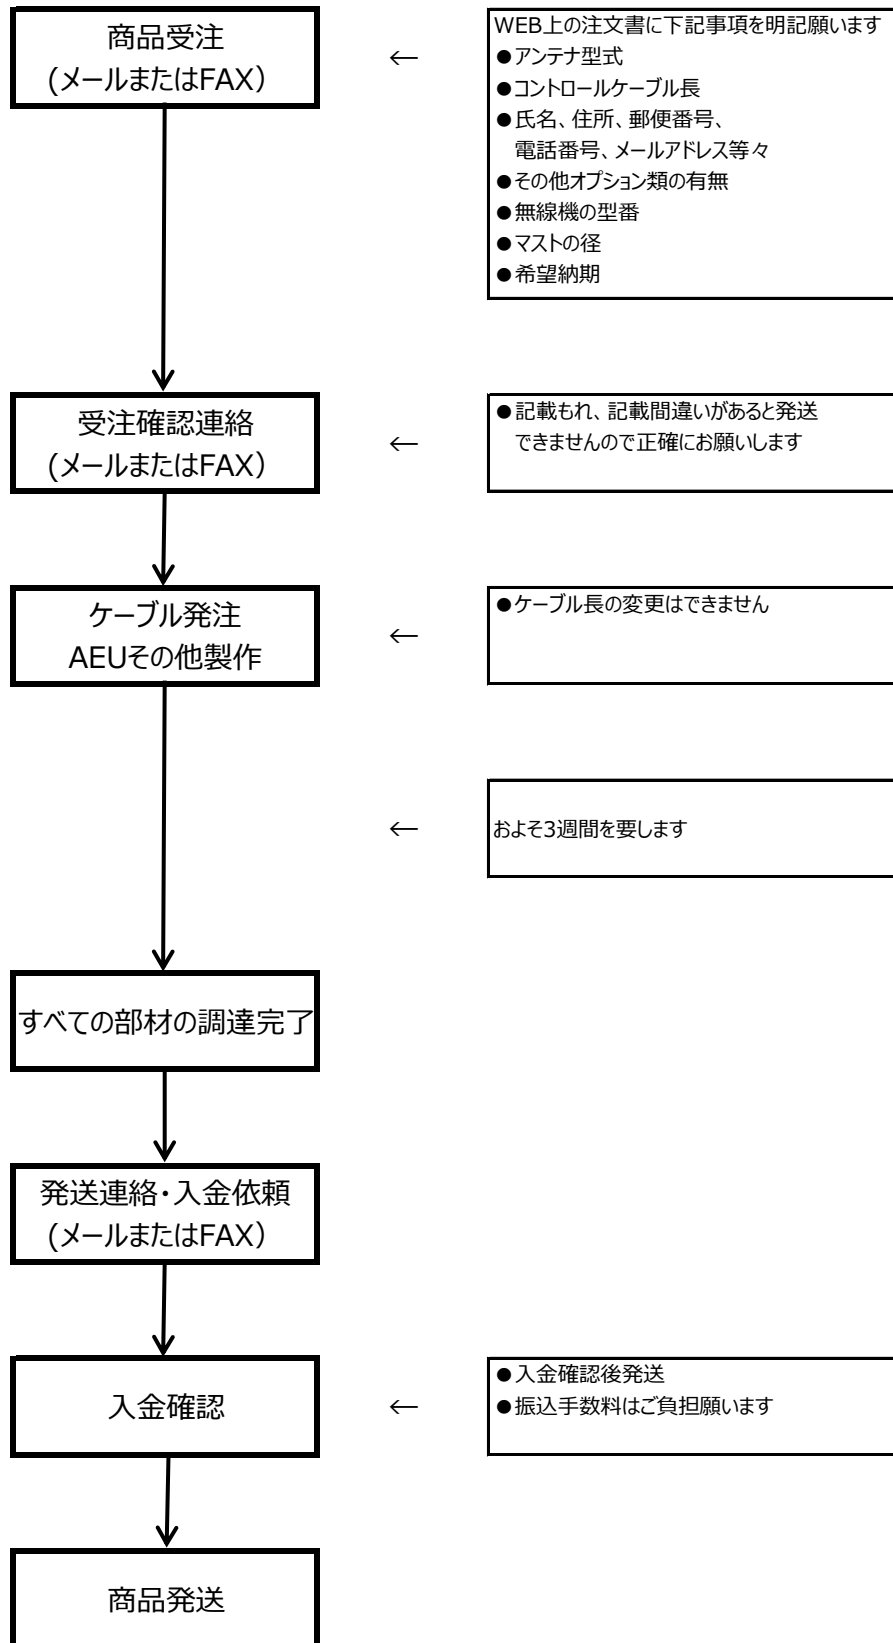 商品受注
(メールまたはFAX)
←
WEB上の注文書に下記事項を明記願います
●アンテナ型式
●コントロールケーブル長
●氏名、住所、郵便番号、
電話番号、メールアドレス等々
●その他オプション類の有無
●無線機の型番
●マストの径
●希望納期
受注確認連絡
(メールまたはFAX)
←
●記載もれ、記載間違いがあると発送
できませんので正確にお願いします
ケーブル発注
AEUその他製作
←
●ケーブル長の変更はできません
←
およそ3週間を要します
すべての部材の調達完了
発送連絡・入金依頼
(メールまたはFAX)
入金確認
←
●入金確認後発送
●振込手数料はご負担願います
商品発送